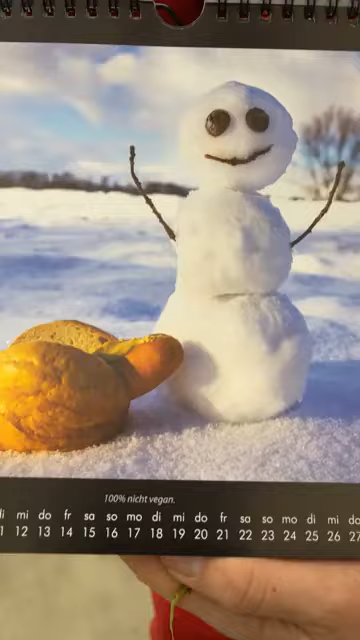 100% nicht vegan.
di mi do fr sa so mo di mi do fr sa so mo di mi do
11 12 13 14 15 16 17 18 19 20 21 22 23 24 25 26 27